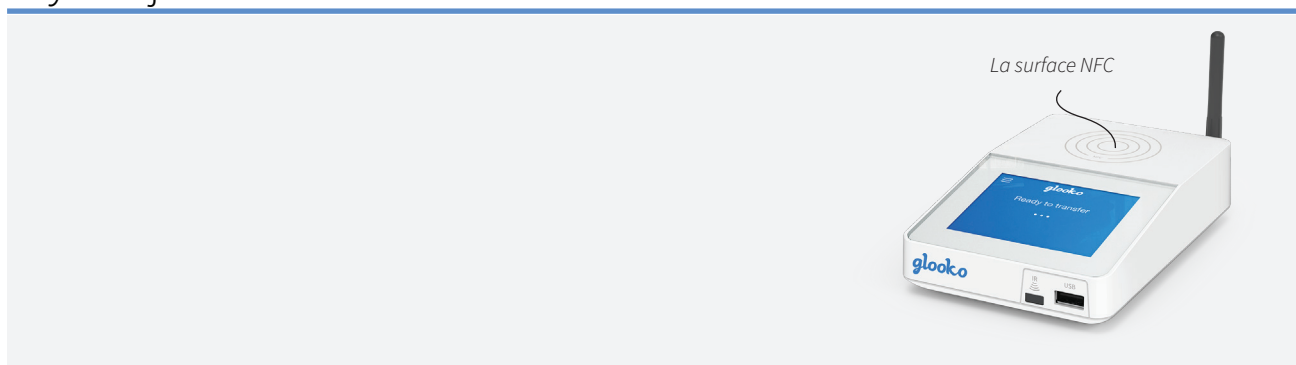 La surface NFC
glooko
Ready to transfer
glooko
IR
USB